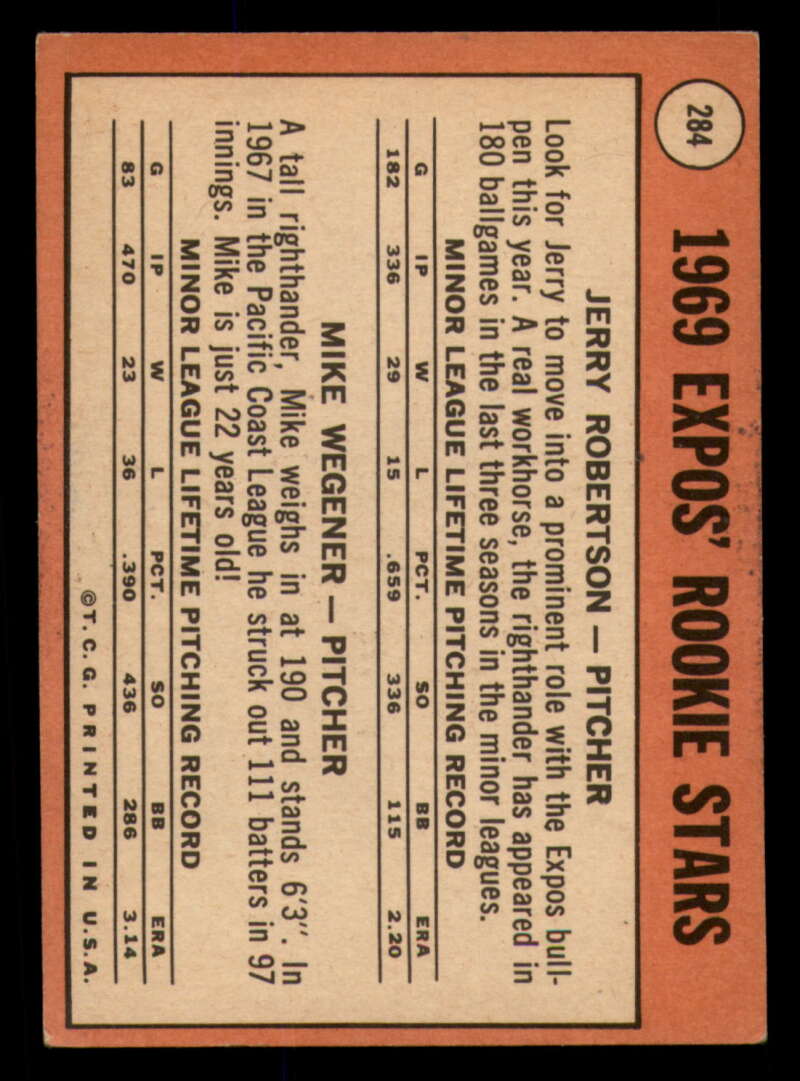 284
1969 EXPOS' ROOKIE STARS
JERRY ROBERTSON — PITCHER
Look for Jerry to move into a prominent role with the Expos bull-
pen this year. A real workhorse, the righthander has appeared in
180 ballgames in the last three seasons in the minor leagues.
MINOR LEAGUE LIFETIME PITCHING RECORD
G IP W L PCT. SO BB ERA
182 336 29 15 .659 336 115 2.20
MIKE WEGENER — PITCHER
A tall righthander, Mike weighs in at 190 and stands 6'3''. In
1967 in the Pacific Coast League he struck out 111 batters in 97
innings. Mike is just 22 years old!
MINOR LEAGUE LIFETIME PITCHING RECORD
G IP W L PCT. SO BB ERA
83 470 23 36 .390 436 286 3.14
©T.C.G. PRINTED IN U.S.A.